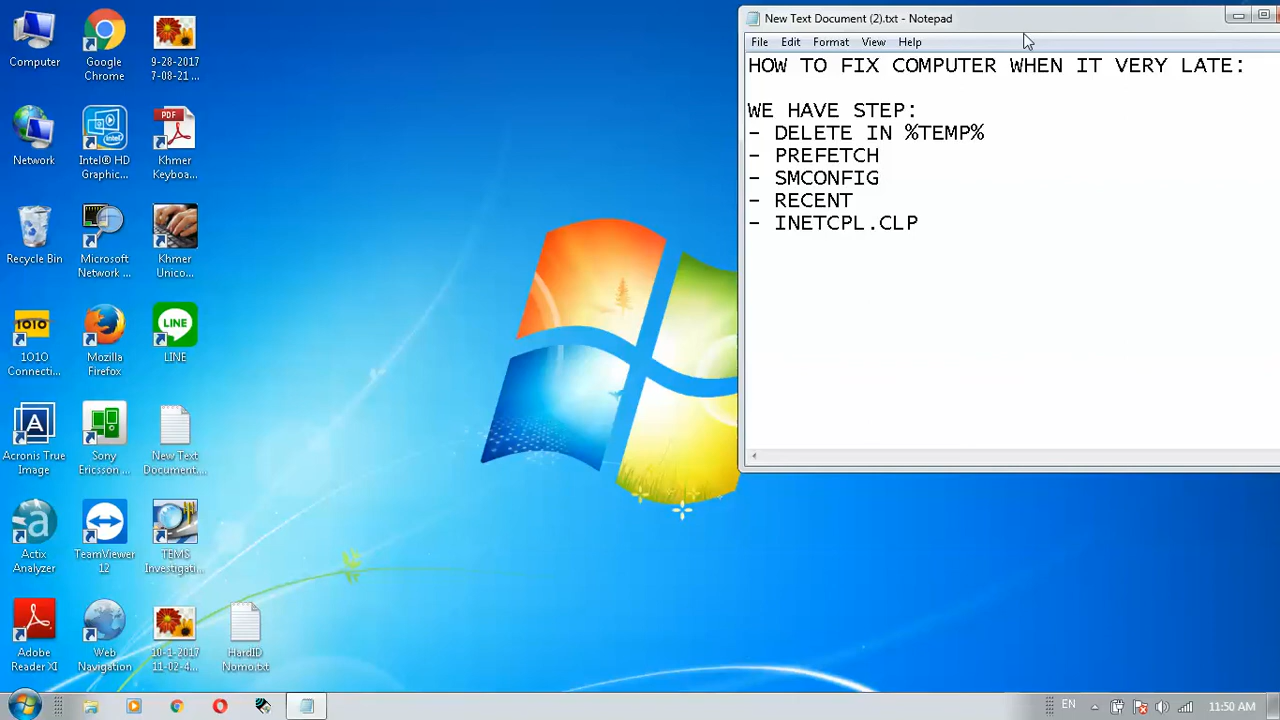 Computer
Google
Chrome
9-28-2017
7-08-21 ...
Network
Intel® HD
Graphic...
PDF
Khmer
Keyboa...
Recycle Bin
Microsoft
Network ...
Khmer
Unico...
1010
Connecti...
Mozilla
Firefox
LINE
LINE
Acronis True
Image
Sony
Ericsson ...
New Text
Document...
Actix
Analyzer
TeamViewer
12
TEMS
Investigati...
Adobe
Reader XI
Web
Navigation
10-1-2017
11-02-4...
HardID
Nomo.txt
New Text Document (2).txt - Notepad
File Edit Format View Help
HOW TO FIX COMPUTER WHEN IT VERY LATE:
WE HAVE STEP:
- DELETE IN %TEMP%
- PREFETCH
- SMCONFIG
- RECENT
- INETCPL.CLP
EN
11:50 AM